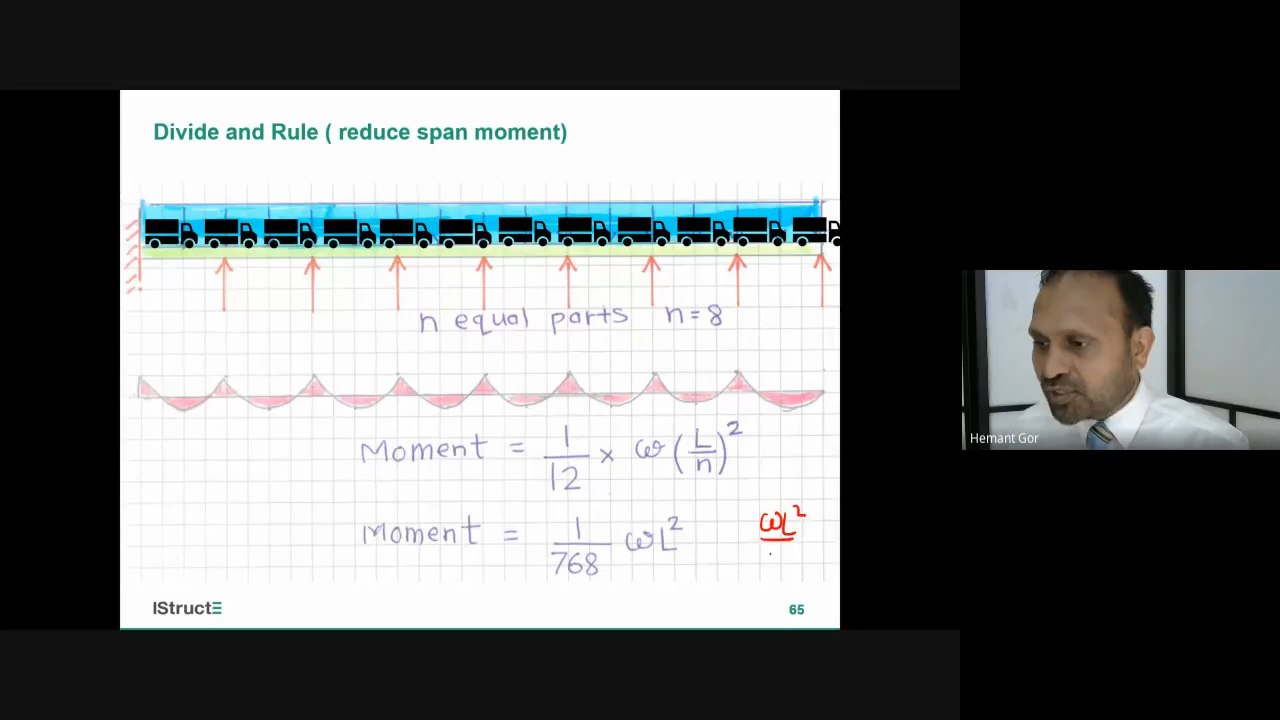 Divide and Rule ( reduce span moment)
n equal parts n = 8
Moment = 1/12 × ω (L/n)²
Moment = 1/768 ωL²
ωL²
IStructE
65
Hemant Gor